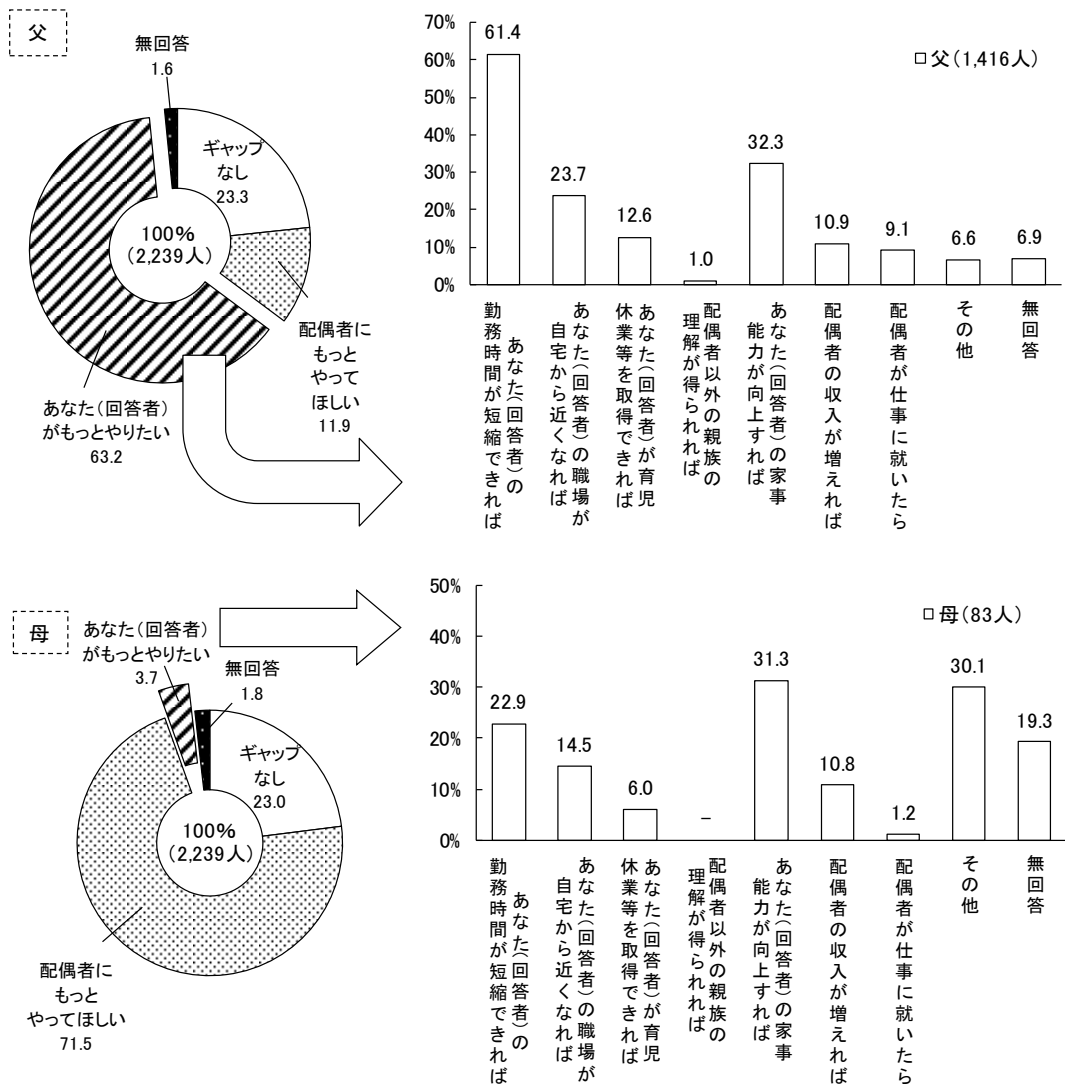 父
無回答
1.6
ギャップ
なし
23.3
100%
(2,239人)
配偶者に
もっと
やって
ほしい
11.9
あなた(回答者)
がもっとやりたい
63.2
70%
60%
50%
40%
30%
20%
10%
0%
父(1,416人)
61.4
23.7
12.6
1.0
32.3
10.9
9.1
6.6
6.9
あなた(回答者)の
勤務時間が短縮できれば
あなた(回答者)の職場が
自宅から近くなれば
あなた(回答者)が育児
休業等を取得できれば
配偶者以外の親族の
理解が得られれば
あなた(回答者)の家事
能力が向上すれば
配偶者の収入が増えれば
配偶者が仕事に就いたら
その他
無回答
母
あなた(回答者)
がもっとやりたい
3.7
無回答
1.8
ギャップ
なし
23.0
100%
(2,239人)
配偶者に
もっと
やってほしい
71.5
50%
40%
30%
20%
10%
0%
母(83人)
22.9
14.5
6.0
–
31.3
10.8
1.2
30.1
19.3
あなた(回答者)の
勤務時間が短縮できれば
あなた(回答者)の職場が
自宅から近くなれば
あなた(回答者)が育児
休業等を取得できれば
配偶者以外の親族の
理解が得られれば
あなた(回答者)の家事
能力が向上すれば
配偶者の収入が増えれば
配偶者が仕事に就いたら
その他
無回答